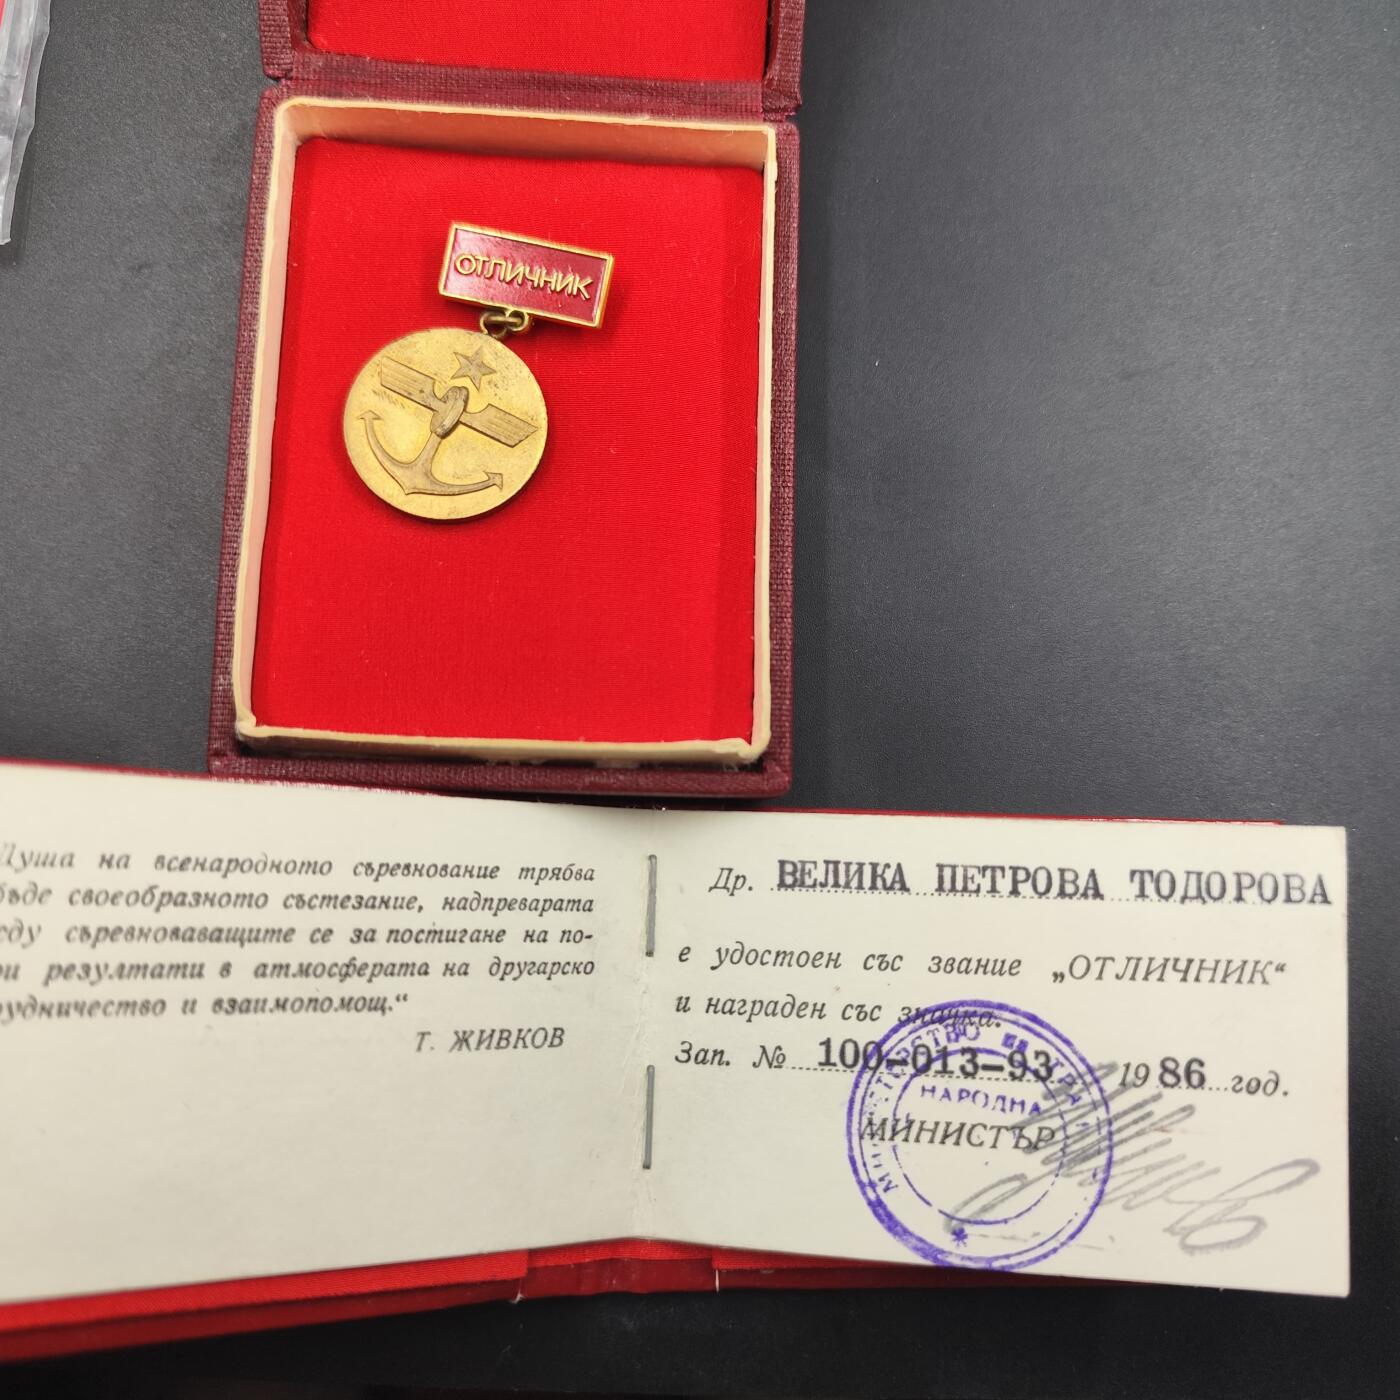 ОТЛИЧНИК
Душа на всенародното съревнование трябва
бъде своеобразното състезание, надпреварата
съревноваващите се за постигане на по-
резултати в атмосферата на другарско
и взаимопомощ.“
Т. ЖИВКОВ
Др. ВЕЛИКА ПЕТРОВА ТОДОРОВА
е удостоен със звание „ОТЛИЧНИК“
и награден със значка.
Зап. № 100-013-93 1986 год.
НАРОДНА
МИНИСТЪР